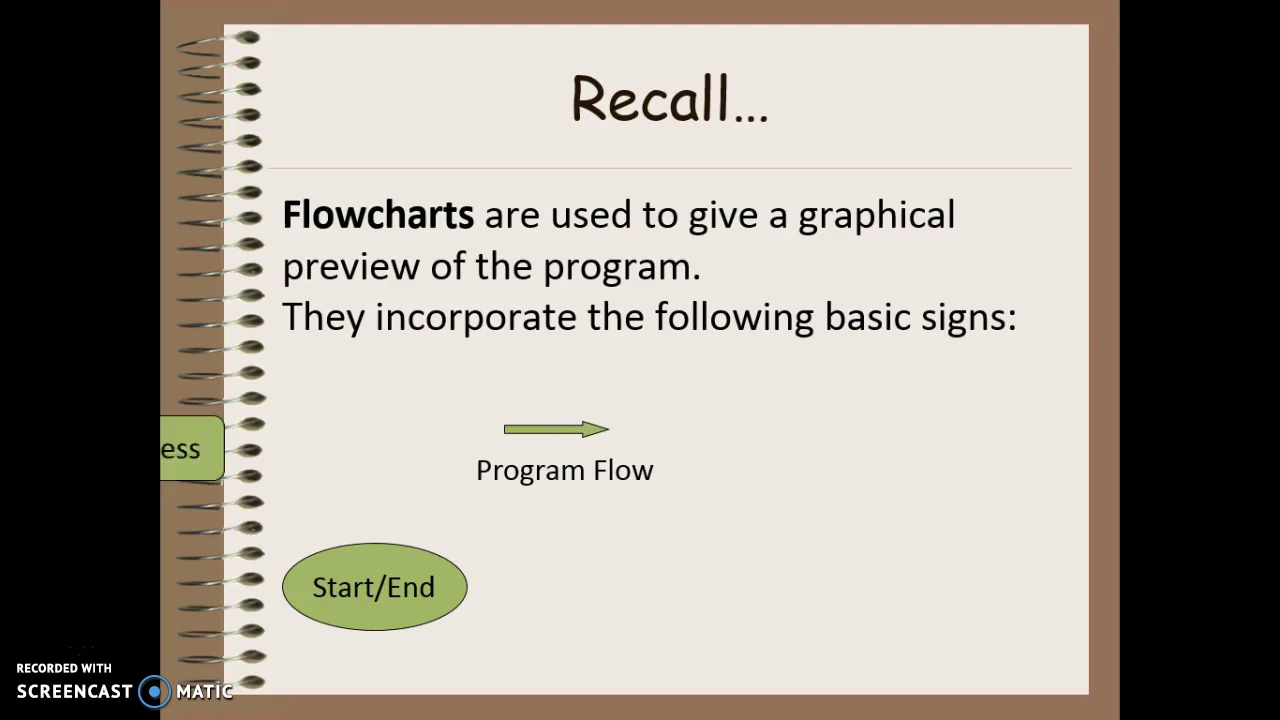 Recall...
Flowcharts are used to give a graphical
preview of the program.
They incorporate the following basic signs:
ess
Program Flow
Start/End
RECORDED WITH
SCREENCAST MATIC